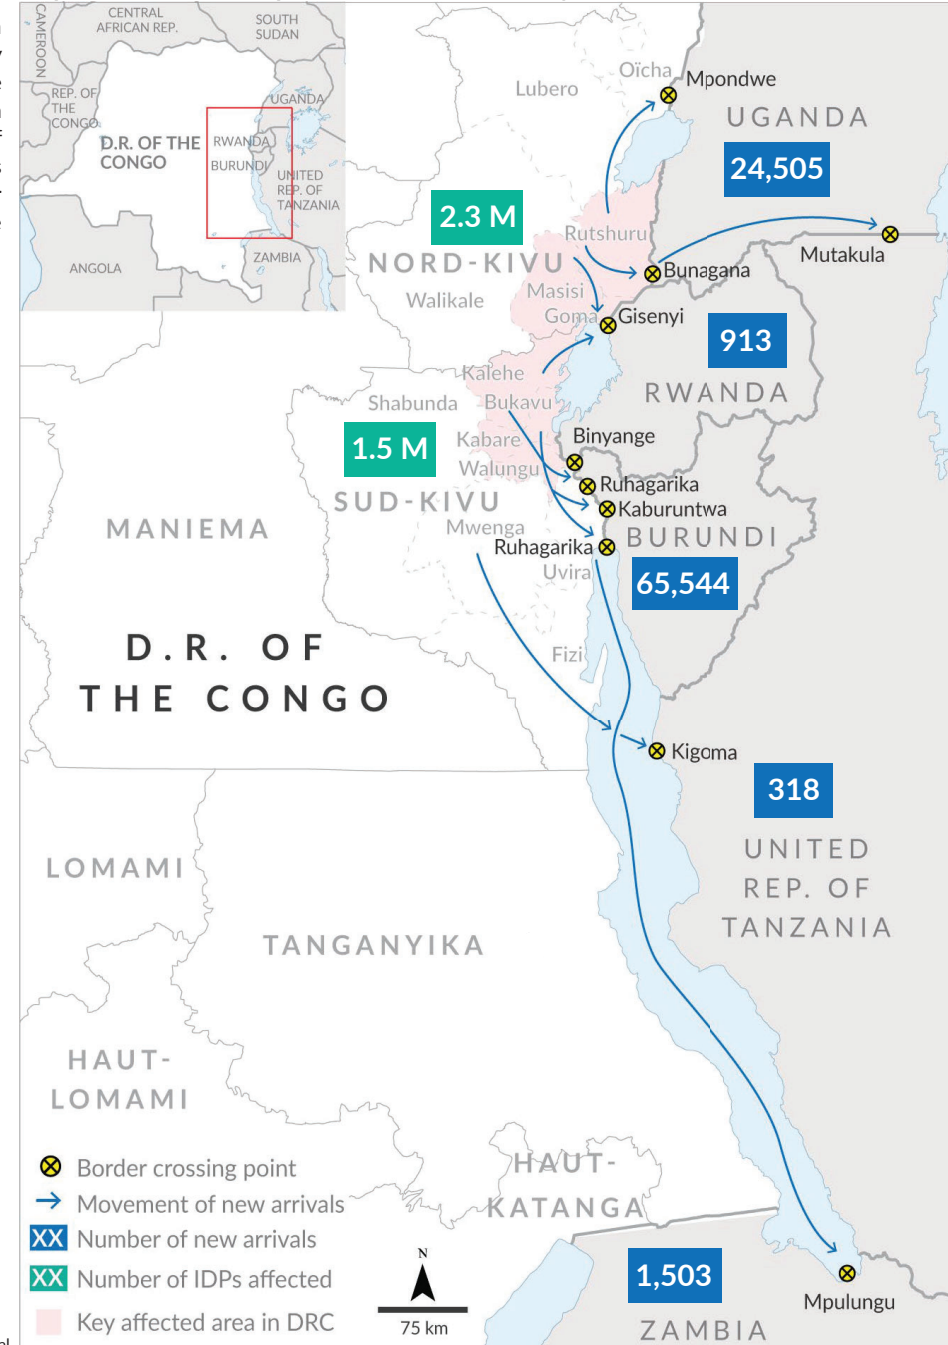 CAMEROON
CENTRAL
AFRICAN REP.
SOUTH
SUDAN
REP. OF
THE
CONGO
UGANDA
D.R. OF THE
CONGO
RWANDA
BURUNDI
UNITED
REP. OF
TANZANIA
ANGOLA
ZAMBIA
Oïcha
Mpondwe
Lubero
UGANDA
24,505
2.3 M
Rutshuru
Mutakula
NORD-KIVU
Bunagana
Masisi
Walikale
Goma
Gisenyi
913
Kalehe
RWANDA
Shabunda
Bukavu
Binyange
1.5 M
Kabare
Walungu
Ruhagarika
SUD-KIVU
Kaburuntwa
MANIEMA
Mwenga
BURUNDI
Ruhagarika
Uvira
65,544
D.R. OF
THE CONGO
Fizi
Kigoma
318
UNITED
REP. OF
TANZANIA
LOMAMI
TANGANYIKA
HAUT-
LOMAMI
HAUT-
KATANGA
Border crossing point
Movement of new arrivals
XX Number of new arrivals
XX Number of IDPs affected
Key affected area in DRC
N
75 km
1,503
Mpulungu
ZAMBIA